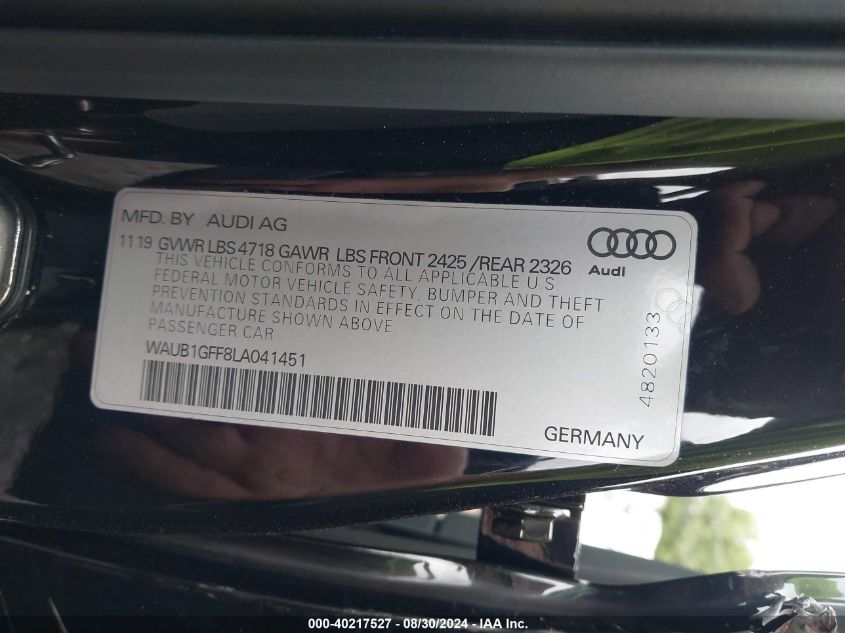 MFD. BY AUDI AG
11 19 GVWR LBS 4718 GAWR LBS FRONT 2425 /REAR 2326
THIS VEHICLE CONFORMS TO ALL APPLICABLE U.S.
FEDERAL MOTOR VEHICLE SAFETY, BUMPER AND THEFT
PREVENTION STANDARDS IN EFFECT ON THE DATE OF
MANUFACTURE SHOWN ABOVE
PASSENGER CAR
WAUB1GFF8LA041451
Audi
4820133
GERMANY
000-40217527 - 08/30/2024 - IAA Inc.